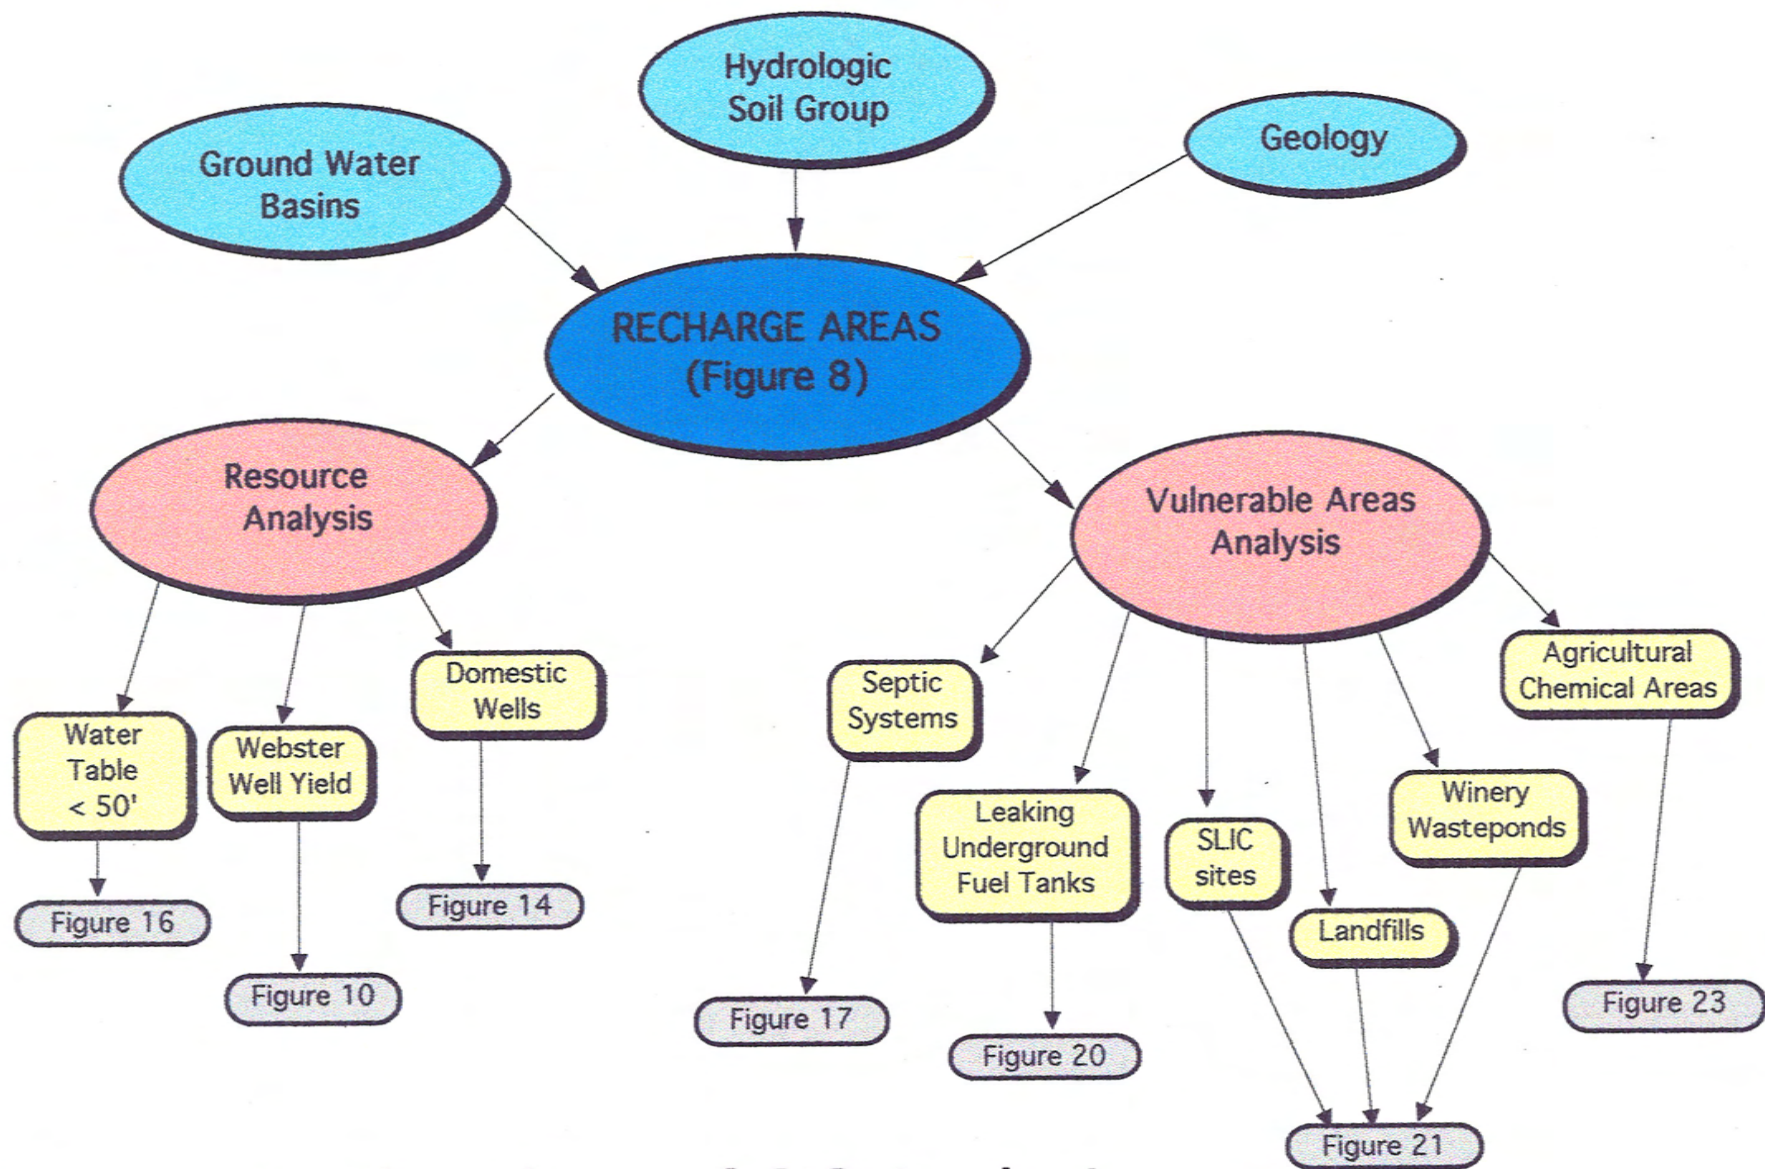 Hydrologic
Soil Group
Ground Water
Basins
Geology
RECHARGE AREAS
(Figure 8)
Resource
Analysis
Vulnerable Areas
Analysis
Water
Table
< 50'
Webster
Well Yield
Domestic
Wells
Septic
Systems
Leaking
Underground
Fuel Tanks
SLIC
sites
Landfills
Winery
Wasteponds
Agricultural
Chemical Areas
Figure 16
Figure 10
Figure 14
Figure 17
Figure 20
Figure 21
Figure 23